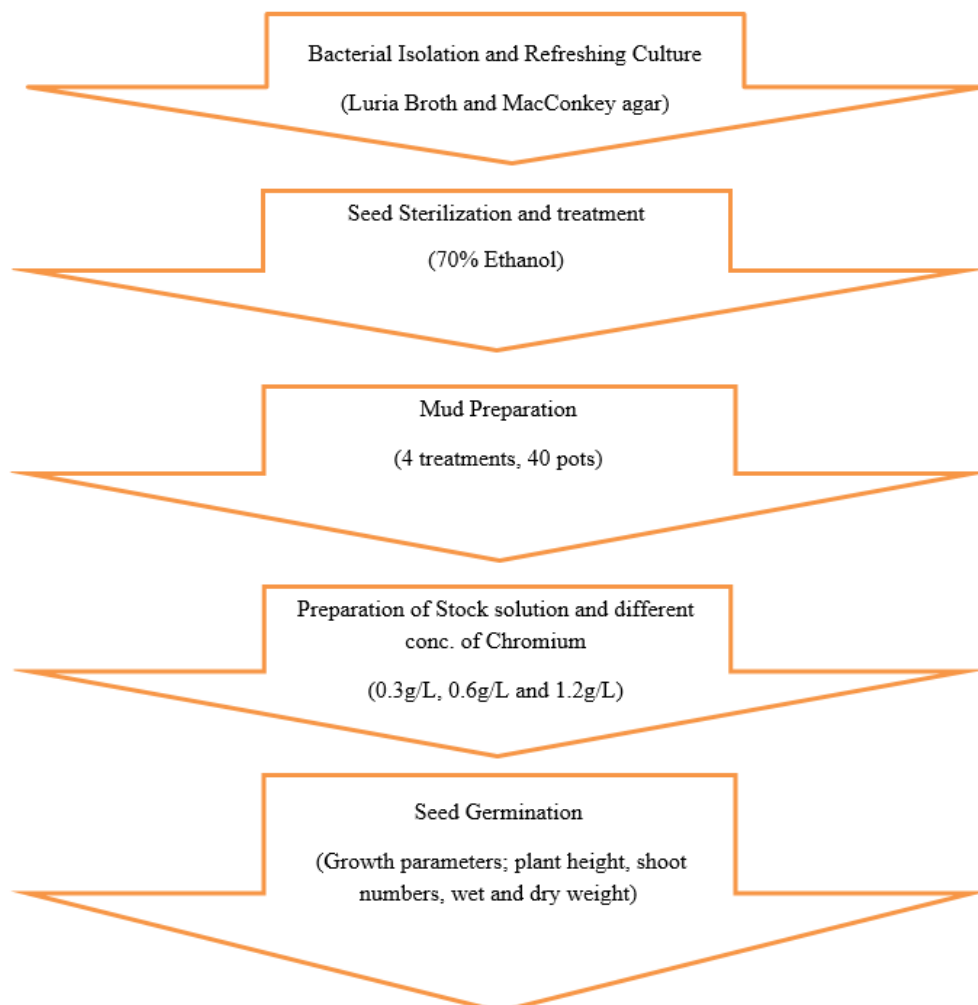 Bacterial Isolation and Refreshing Culture
(Luria Broth and MacConkey agar)
Seed Sterilization and treatment
(70% Ethanol)
Mud Preparation
(4 treatments, 40 pots)
Preparation of Stock solution and different
conc. of Chromium
(0.3g/L, 0.6g/L and 1.2g/L)
Seed Germination
(Growth parameters; plant height, shoot
numbers, wet and dry weight)